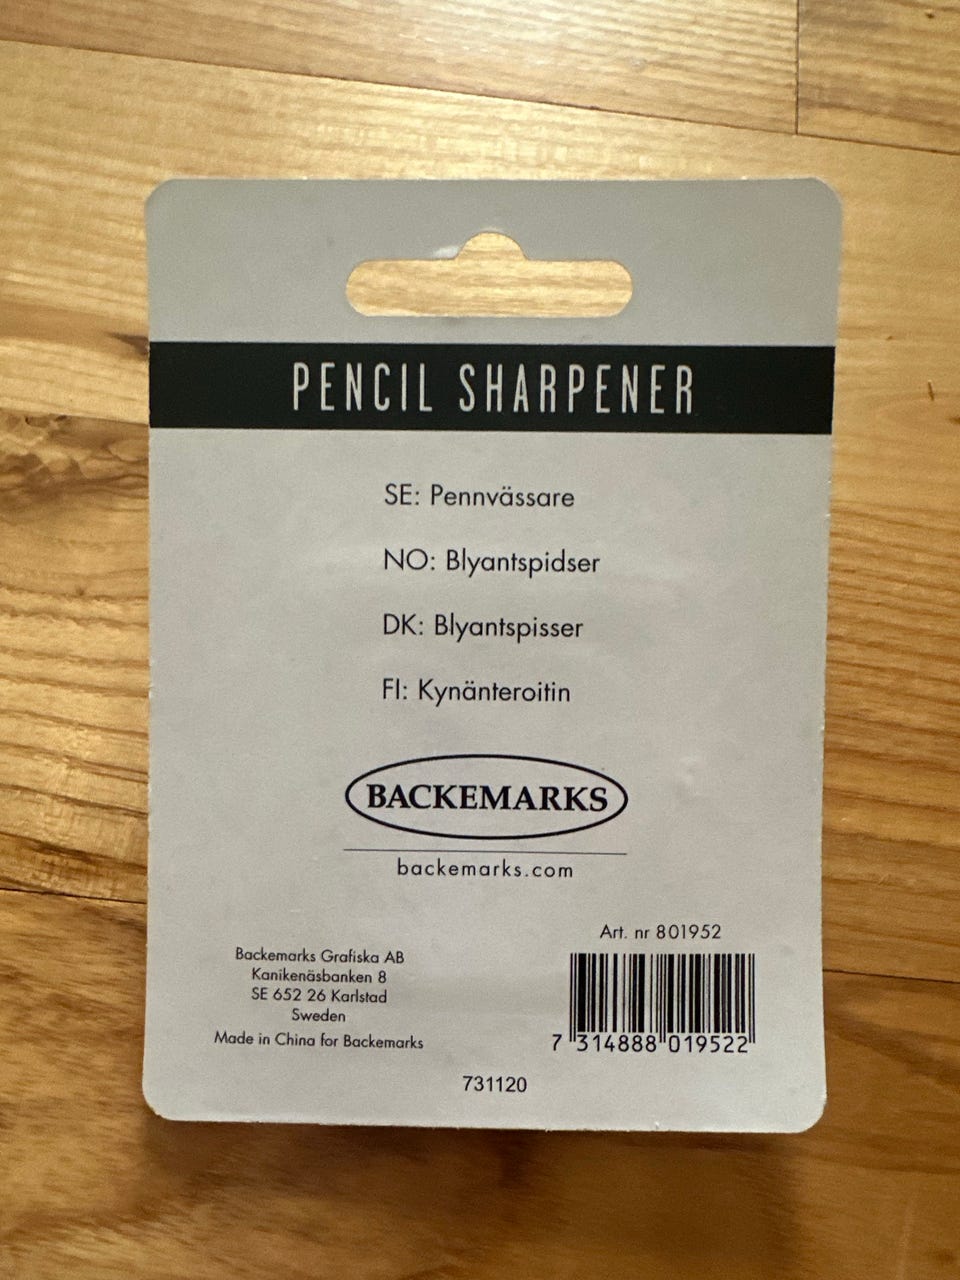 PENCIL SHARPENER
SE: Pennvässare
NO: Blyantspidser
DK: Blyantspisser
FI: Kynänteroitin
BACKEMARKS
backemarks.com
Backemarks Grafiska AB
Kanikenäsbanken 8
SE 652 26 Karlstad
Sweden
Made in China for Backemarks
Art. nr 801952
7 314888 019522
731120